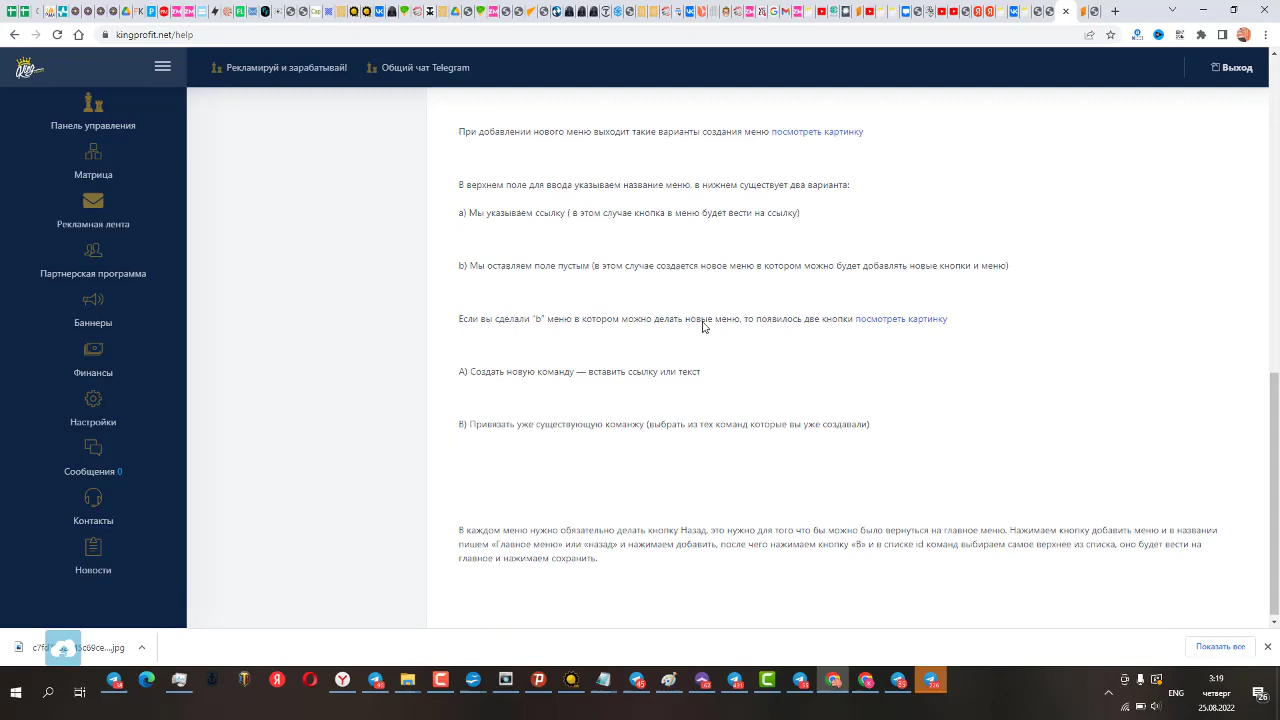 kingprofit.net/help
Рекламируй и зарабатывай!
Общий чат Telegram
Выход
Панель управления
Матрица
Рекламная лента
Партнерская программа
Баннеры
Финансы
Настройки
Сообщения 0
Контакты
Новости
При добавлении нового меню выходит такие варианты создания меню посмотреть картинку
В верхнем поле для ввода указываем название меню, в нижнем существует два варианта:
a) Мы указываем ссылку ( в этом случае кнопка в меню будет вести на ссылку)
b) Мы оставляем поле пустым (в этом случае создается новое меню в котором можно будет добавлять новые кнопки и меню)
Если вы сделали "b" меню в котором можно делать новые меню, то появилось две кнопки посмотреть картинку
A) Создать новую команду — вставить ссылку или текст
B) Привязать уже существующую команжу (выбрать из тех команд которые вы уже создавали)
В каждом меню нужно обязательно делать кнопку Назад, это нужно для того что бы можно было вернуться на главное меню. Нажимаем кнопку добавить меню и в названии
пишем «Главное меню» или «назад» и нажимаем добавить, после чего нажимаем кнопку «B» и в списке id команд выбираем самое верхнее из списка, оно будет вести на
главное и нажимаем сохранить.
Показать все
3:19
ENG
четверг
25.08.2022